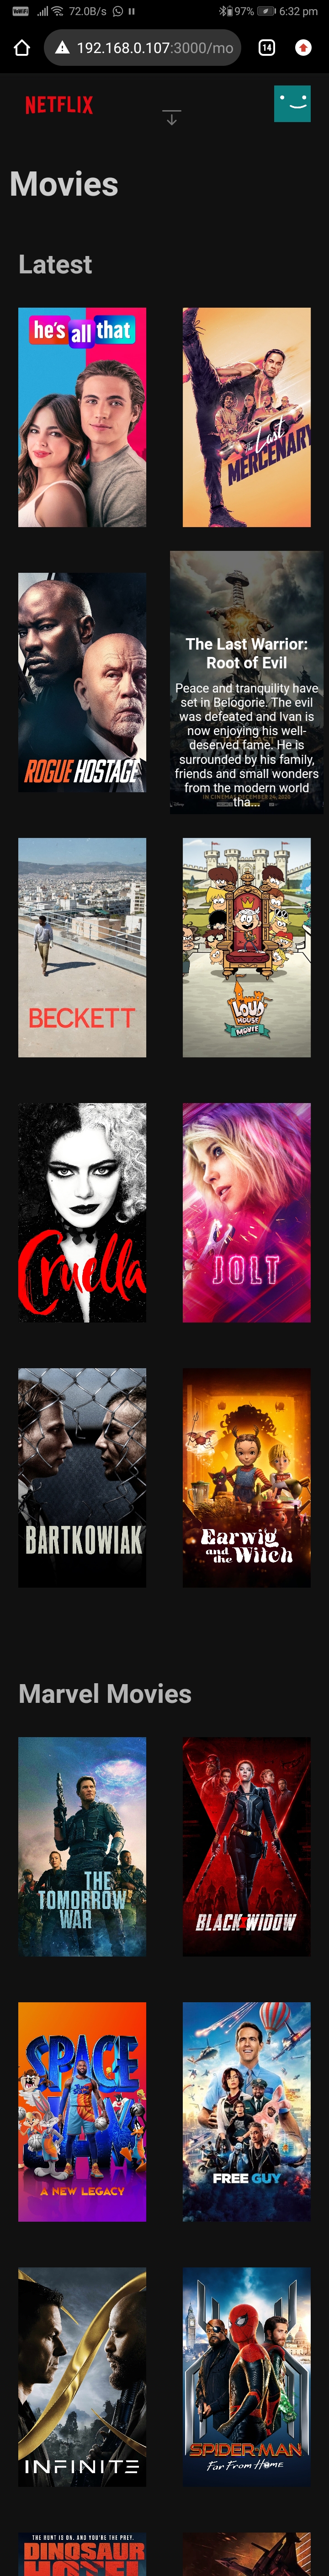 VoWiFi 72.0B/s 97% 6:32 pm
192.168.0.107:3000/mo 14
NETFLIX
Movies
Latest
he's all that
The Last MERCENARY
ROGUE HOSTAGE
The Last Warrior:
Root of Evil
Peace and tranquility have
set in Belogorie. The evil
was defeated and Ivan is
now enjoying his well-
deserved fame. He is
surrounded by his family,
friends and small wonders
from the modern world
tha...
IN CINEMAS DECEMBER 24, 2020
Disney
BECKETT
THE
LOUD
HOUSE
MOVIE
Cruella
JOLT
BARTKOWIAK
Earwig
and the Witch
Marvel Movies
THE
TOMORROW
WAR
BLACK WIDOW
SPACE
JAM
A NEW LEGACY
FREE GUY
INFINITE
SPIDER-MAN
Far From Home
THE HUNT IS ON. AND YOU'RE THE PREY.
DINOSAUR
HOTEL